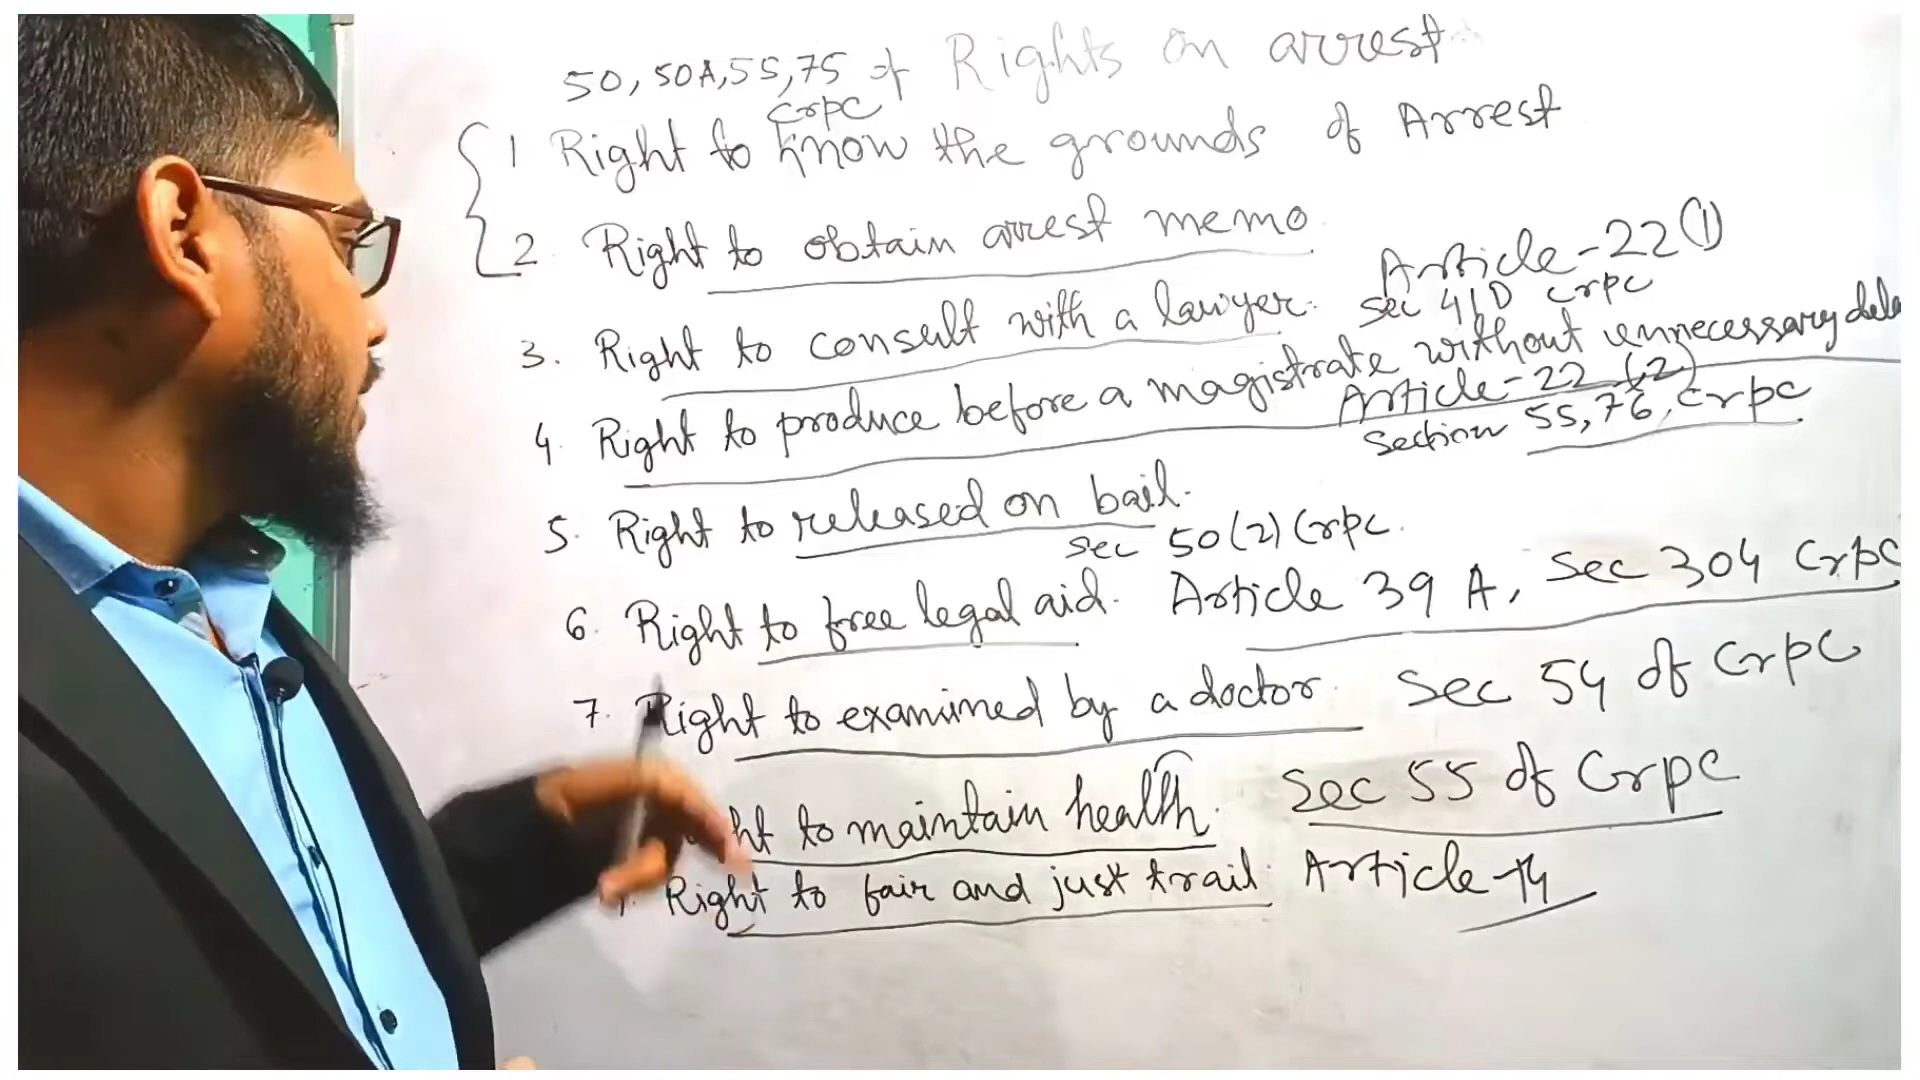 Rights on arrest
50, 50A, 55, 75 of
Crpc
1 Right to know the grounds of Arrest
2. Right to obtain arrest memo.
Article-22(1)
3. Right to consult with a lawyer. sec 41D crpc
4. Right to produce before a magistrate without unnecessary dela
Article-22 (2)
Section 55, 76, crpc
5. Right to released on bail.
sec 50(2) Crpc.
6. Right to free legal aid. Article 39 A, Sec 304 Crpc
7. Right to examined by a doctor. Sec 54 of Crpc
ht to maintain health. Sec 55 of Crpc
Right to fair and just trail. Article-14